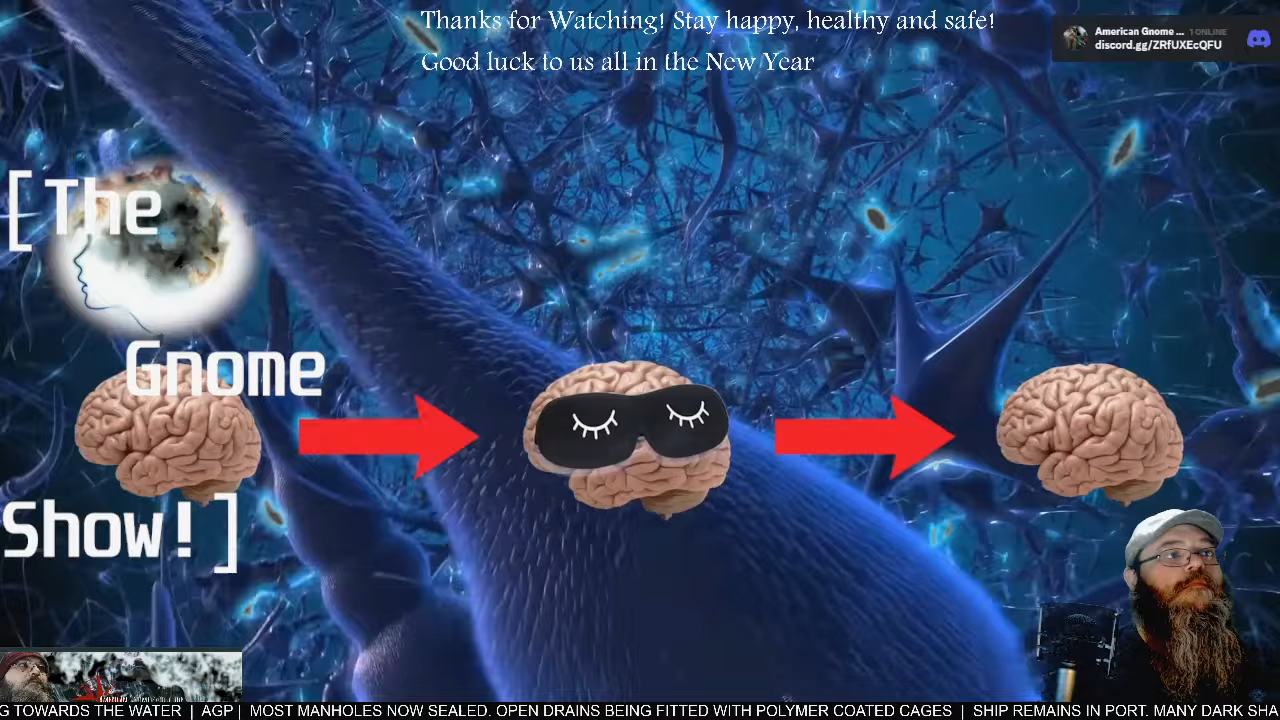 Thanks for Watching! Stay happy, healthy and safe!
Good luck to us all in the New Year
American Gnome ... 1 ONLINE
discord.gg/ZRfUXEcQFU
[The
Gnome
Show!]
G TOWARDS THE WATER | AGP | MOST MANHOLES NOW SEALED. OPEN DRAINS BEING FITTED WITH POLYMER COATED CAGES | SHIP REMAINS IN PORT. MANY DARK SHA